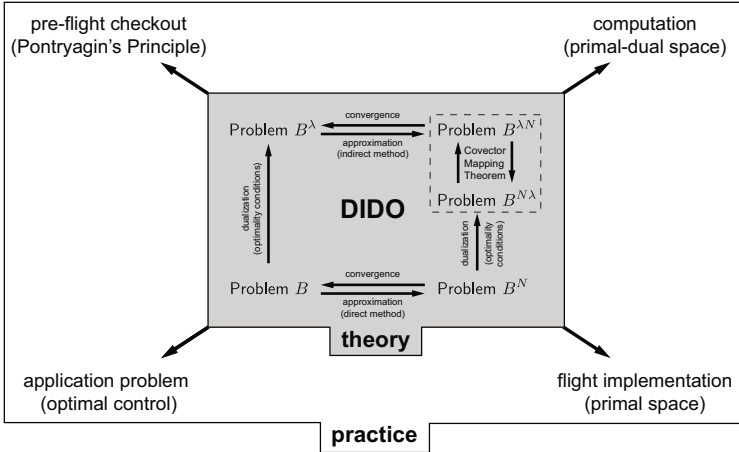 pre-flight checkout
(Pontryagin's Principle)
computation
(primal-dual space)
Problem B^λ
convergence
approximation
(indirect method)
Problem B^{λN}
Covector
Mapping
Theorem
Problem B^{Nλ}
dualization
(optimality conditions)
DIDO
dualization
(optimality
conditions)
Problem B
convergence
approximation
(direct method)
Problem B^N
theory
application problem
(optimal control)
flight implementation
(primal space)
practice